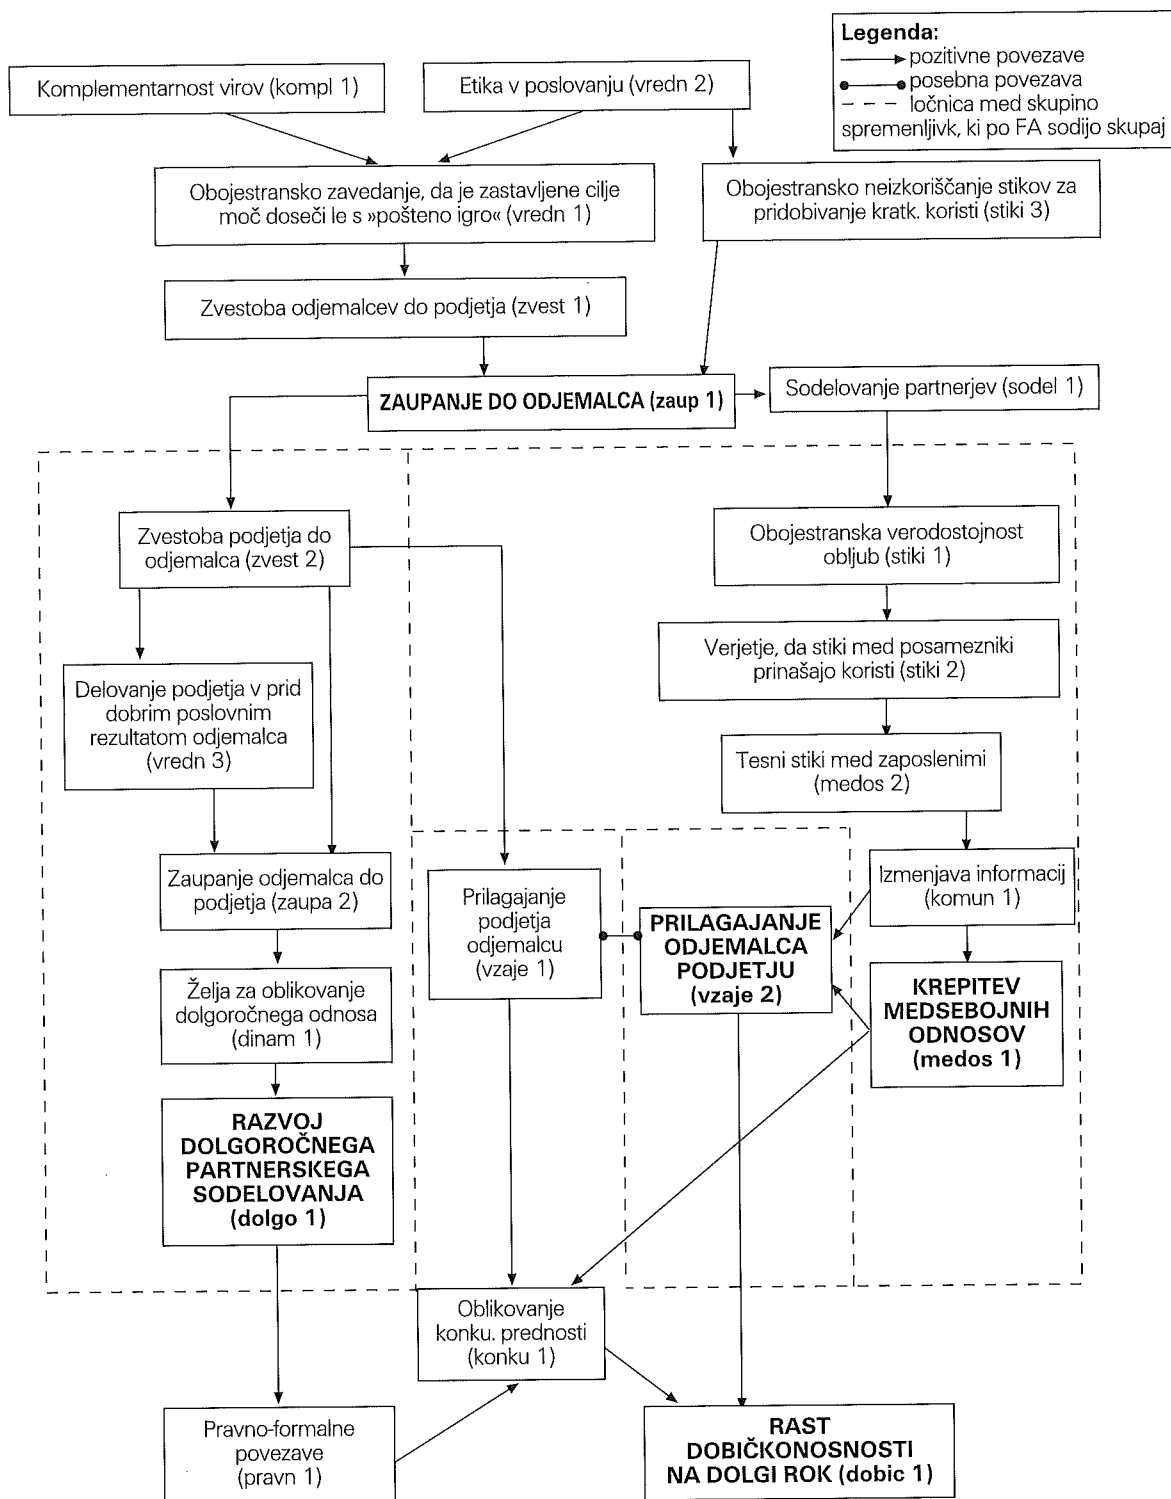 Legenda:
pozitivne povezave
posebna povezava
ločnica med skupino
spremenljivk, ki po FA sodijo skupaj
Komplementarnost virov (kompl 1)
Etika v poslovanju (vredn 2)
Obojestransko zavedanje, da je zastavljene cilje
moč doseči le s »pošteno igro« (vredn 1)
Obojestransko neizkoriščanje stikov za
pridobivanje kratk. koristi (stiki 3)
Zvestoba odjemalcev do podjetja (zvest 1)
ZAUPANJE DO ODJEMALCA (zaup 1)
Sodelovanje partnerjev (sodel 1)
Zvestoba podjetja do
odjemalca (zvest 2)
Obojestranska verodostojnost
obljub (stiki 1)
Verjetje, da stiki med posamezniki
prinašajo koristi (stiki 2)
Delovanje podjetja v prid
dobrim poslovnim
rezultatom odjemalca
(vredn 3)
Tesni stiki med zaposlenimi
(medos 2)
Zaupanje odjemalca do
podjetja (zaupa 2)
Prilagajanje
podjetja
odjemalcu
(vzaje 1)
PRILAGAJANJE
ODJEMALCA
PODJETJU
(vzaje 2)
Izmenjava informacij
(komun 1)
KREPITEV
MEDSEBOJNIH
ODNOSOV
(medos 1)
Želja za oblikovanje
dolgoročnega odnosa
(dinam 1)
RAZVOJ
DOLGOROČNEGA
PARTNERSKEGA
SODELOVANJA
(dolgo 1)
Oblikovanje
konku. prednosti
(konku 1)
Pravno-formalne
povezave
(pravn 1)
RAST
DOBIČKONOSNOSTI
NA DOLGI ROK (dobic 1)